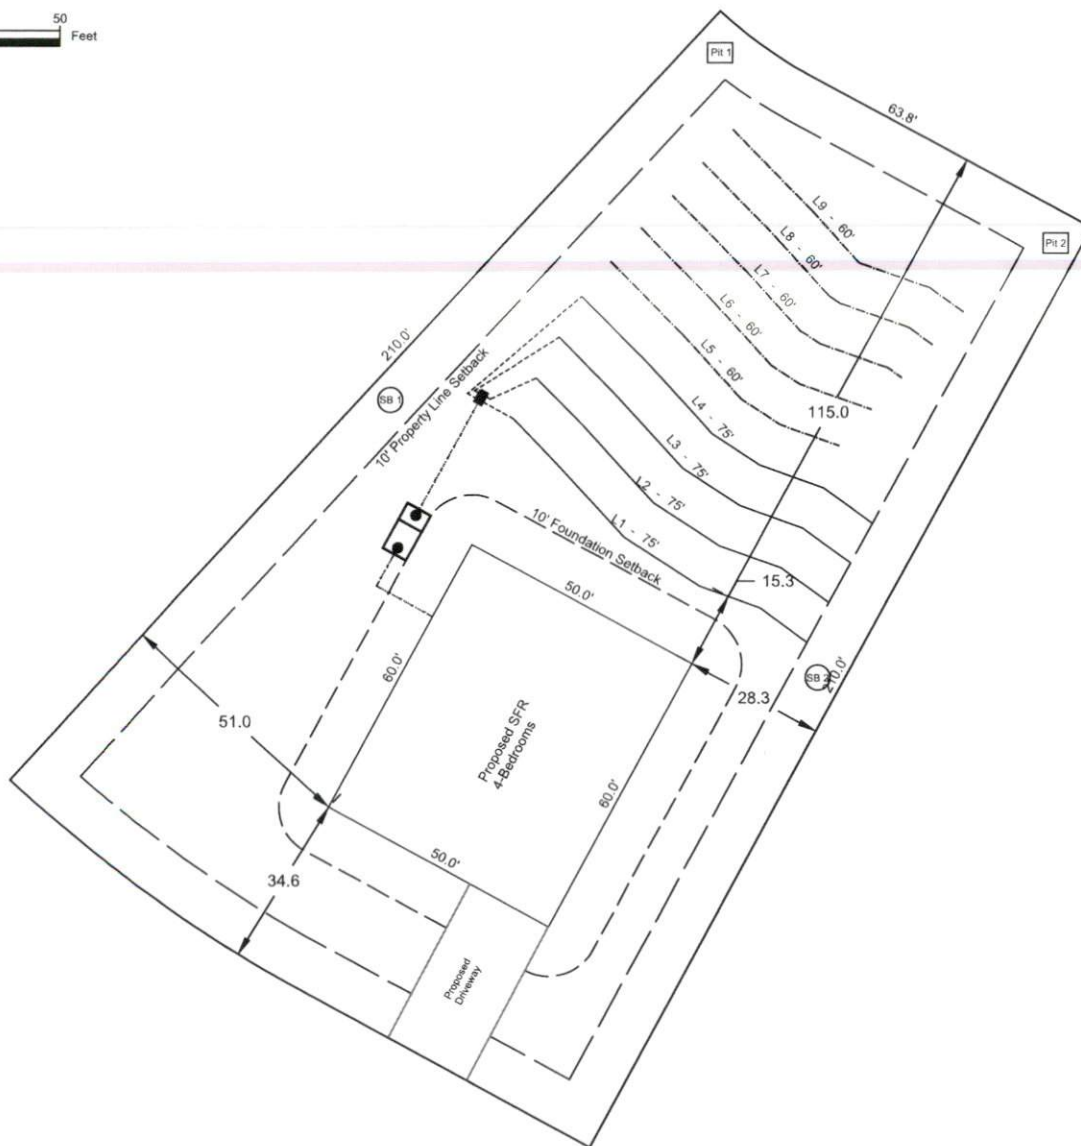 50
Feet
Pit 1
63.8'
Pit 2
L9 - 60'
L8 - 60'
L7 - 60'
L6 - 60'
L5 - 60'
L4 - 75'
L3 - 75'
L2 - 75'
L1 - 75'
210.0'
SB 1
10' Property Line Setback
115.0
10' Foundation Setback
15.3
50.0'
60.0'
SB 2
210.0'
28.3
51.0
Proposed SFR
4-Bedrooms
60.0'
50.0'
34.6
Proposed
Driveway